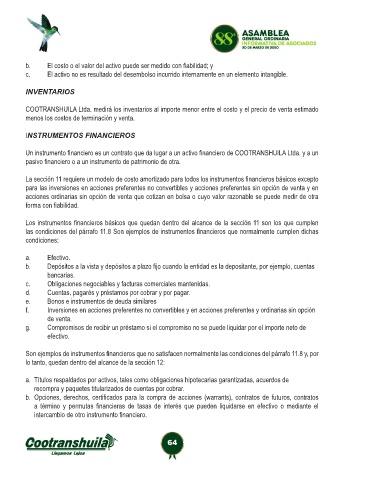 88°
ASAMBLEA
GENERAL ORDINARIA
INFORMATIVA DE ASOCIADOS
30 DE MARZO DE 2020
b. El costo o el valor del activo puede ser medido con fiabilidad; y
c. El activo no es resultado del desembolso incurrido internamente en un elemento intangible.
INVENTARIOS
COOTRANSHUILA Ltda. medirá los inventarios al importe menor entre el costo y el precio de venta estimado
menos los costos de terminación y venta.
INSTRUMENTOS FINANCIEROS
Un instrumento financiero es un contrato que da lugar a un activo financiero de COOTRANSHUILA Ltda. y a un
pasivo financiero o a un instrumento de patrimonio de otra.
La sección 11 requiere un modelo de costo amortizado para todos los instrumentos financieros básicos excepto
para las inversiones en acciones preferentes no convertibles y acciones preferentes sin opción de venta y en
acciones ordinarias sin opción de venta que cotizan en bolsa o cuyo valor razonable se puede medir de otra
forma con fiabilidad.
Los instrumentos financieros básicos que quedan dentro del alcance de la sección 11 son los que cumplen
las condiciones del párrafo 11.8 Son ejemplos de instrumentos financieros que normalmente cumplen dichas
condiciones:
a. Efectivo.
b. Depósitos a la vista y depósitos a plazo fijo cuando la entidad es la depositante, por ejemplo, cuentas
bancarias.
c. Obligaciones negociables y facturas comerciales mantenidas.
d. Cuentas, pagarés y préstamos por cobrar y por pagar.
e. Bonos e instrumentos de deuda similares
f. Inversiones en acciones preferentes no convertibles y en acciones preferentes y ordinarias sin opción
de venta.
g. Compromisos de recibir un préstamo si el compromiso no se puede liquidar por el importe neto de
efectivo.
Son ejemplos de instrumentos financieros que no satisfacen normalmente las condiciones del párrafo 11.8 y, por
lo tanto, quedan dentro del alcance de la sección 12:
a. Títulos respaldados por activos, tales como obligaciones hipotecarias garantizadas, acuerdos de
recompra y paquetes titularizados de cuentas por cobrar.
b. Opciones, derechos, certificados para la compra de acciones (warrants), contratos de futuros, contratos
a término y permutas financieras de tasas de interés que pueden liquidarse en efectivo o mediante el
intercambio de otro instrumento financiero.
Cootranshuila
Llegamos Lejos
64